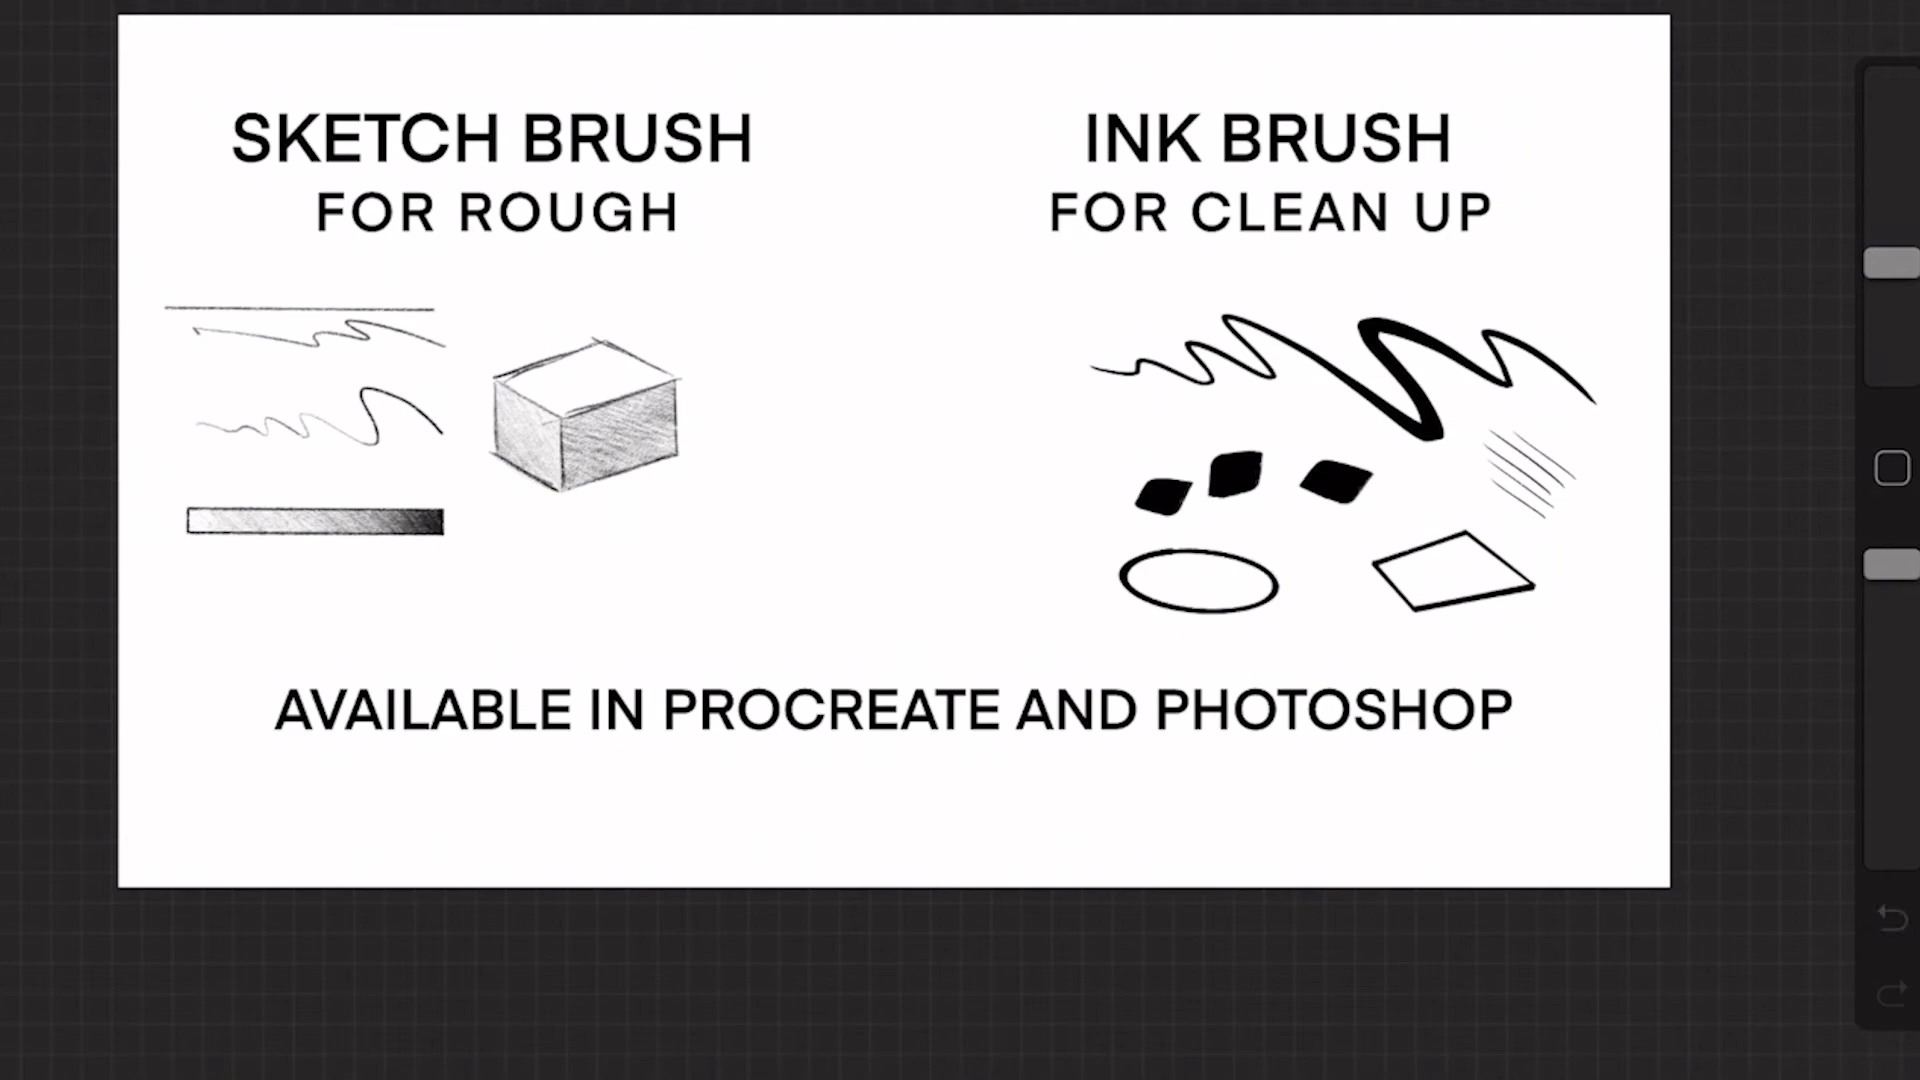 SKETCH BRUSH
FOR ROUGH
INK BRUSH
FOR CLEAN UP
AVAILABLE IN PROCREATE AND PHOTOSHOP